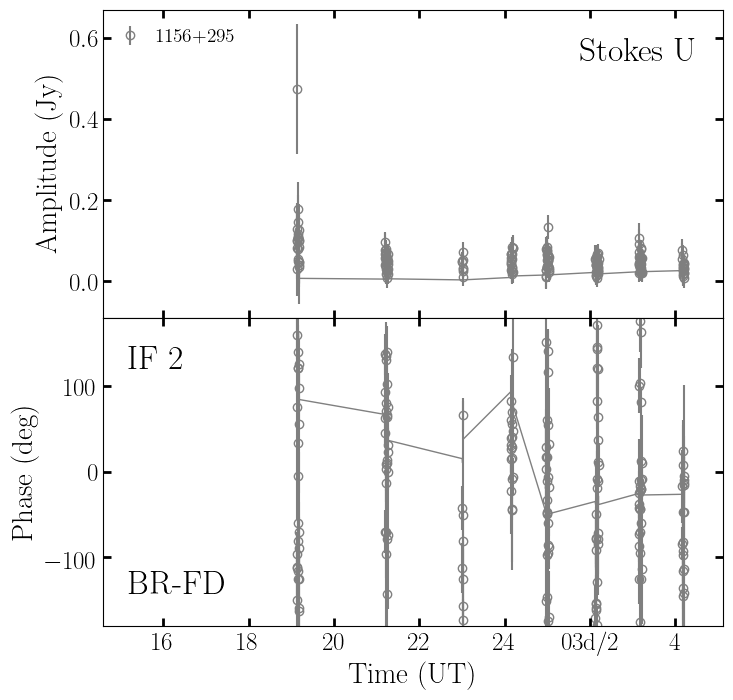 1156+295
Stokes U
0.6
0.4
0.2
0.0
Amplitude (Jy)
IF 2
100
0
−100
Phase (deg)
BR-FD
16
18
20
22
24
03d/2
4
Time (UT)